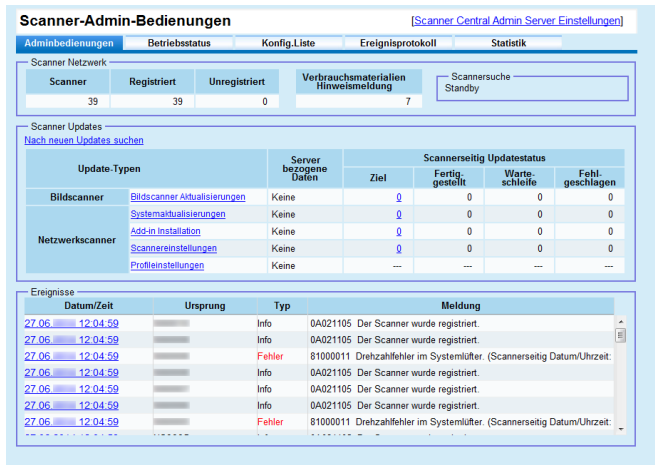 Scanner-Admin-Bedienungen
[Scanner Central Admin Server Einstellungen]
Adminbedienungen Betriebsstatus Konfig.Liste Ereignisprotokoll Statistik
Scanner Netzwerk
Scanner Registriert Unregistriert
39 39 0
Verbrauchsmaterialien
Hinweismeldung
7
Scannersuche
Standby
Scanner Updates
Nach neuen Updates suchen
Update-Typen
Server
bezogene
Daten
Scannerseitig Updatestatus
Ziel
Fertig-
gestellt
Warte-
schleife
Fehl-
geschlagen
Bildscanner Bildscanner Aktualisierungen Keine 0 0 0 0
Netzwerkscanner
Systemaktualisierungen Keine 0 0 0 0
Add-in Installation Keine 0 0 0 0
Scannereinstellungen Keine 0 0 0 0
Profileinstellungen Keine --- --- --- ---
Ereignisse
Datum/Zeit Ursprung Typ Meldung
27.06. 12:04:59 Info 0A021105 Der Scanner wurde registriert.
27.06. 12:04:59 Info 0A021105 Der Scanner wurde registriert.
27.06. 12:04:59 Fehler 81000011 Drehzahlfehler im Systemlüfter. (Scannerseitig Datum/Uhrzeit:
27.06. 12:04:59 Info 0A021105 Der Scanner wurde registriert.
27.06. 12:04:59 Info 0A021105 Der Scanner wurde registriert.
27.06. 12:04:59 Info 0A021105 Der Scanner wurde registriert.
27.06. 12:04:59 Fehler 81000011 Drehzahlfehler im Systemlüfter. (Scannerseitig Datum/Uhrzeit: